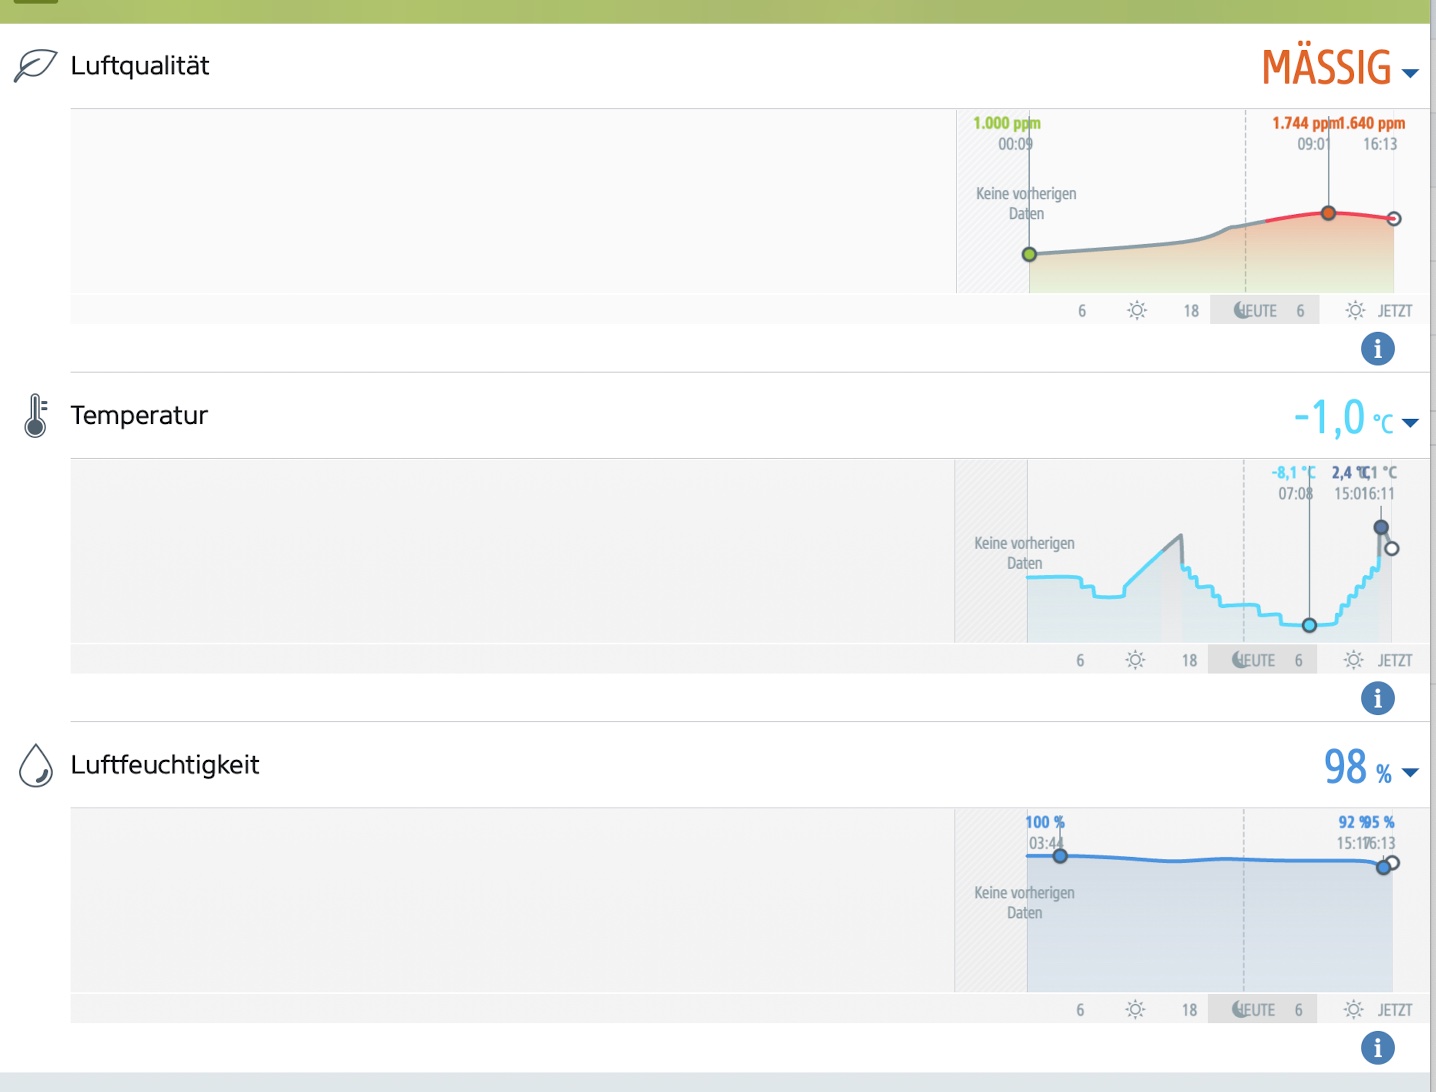 Luftqualität
MÄSSIG
1.000 ppm
1.744 ppm
1.640 ppm
00:09
09:01
16:13
Keine vorherigen
Daten
6
18
HEUTE
6
JETZT
i
Temperatur
-1,0 °C
-8,1 °C
2,4 °C
1 °C
07:08
15:01
16:11
Keine vorherigen
Daten
6
18
HEUTE
6
JETZT
i
Luftfeuchtigkeit
98 %
100 %
92 %
95 %
03:44
15:17
16:13
Keine vorherigen
Daten
6
18
HEUTE
6
JETZT
i